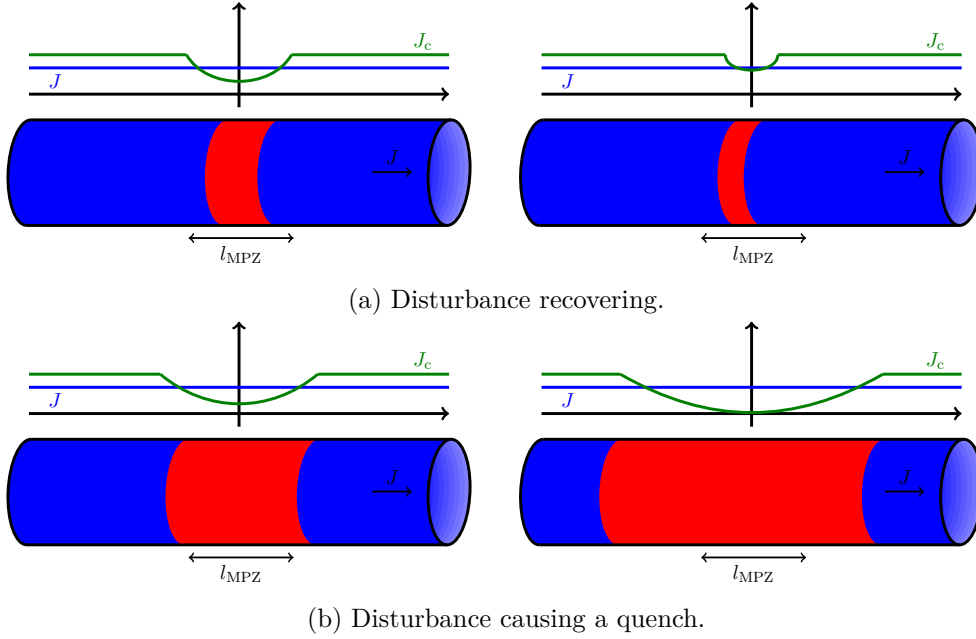 J_c J_c
J J
J J
l_MPZ l_MPZ
(a) Disturbance recovering.
J_c J_c
J J
J J
l_MPZ l_MPZ
(b) Disturbance causing a quench.